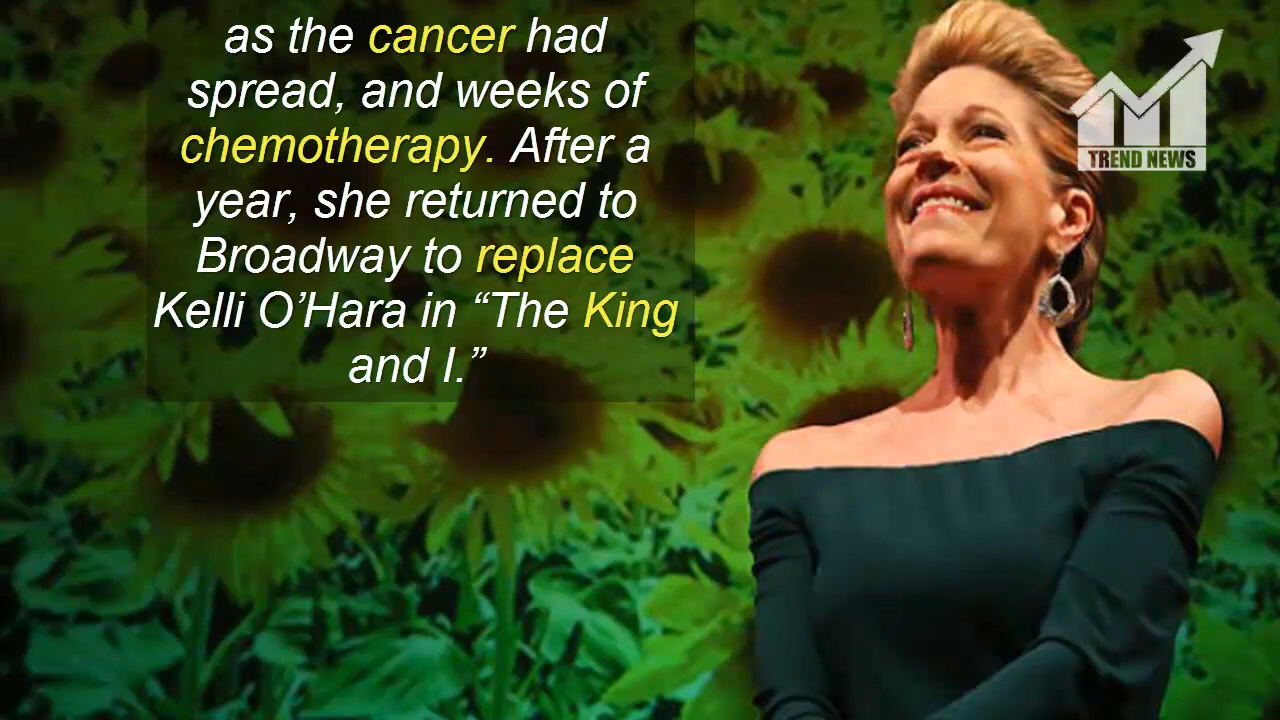 as the cancer had
spread, and weeks of
chemotherapy. After a
year, she returned to
Broadway to replace
Kelli O’Hara in “The King
and I.”
TREND NEWS